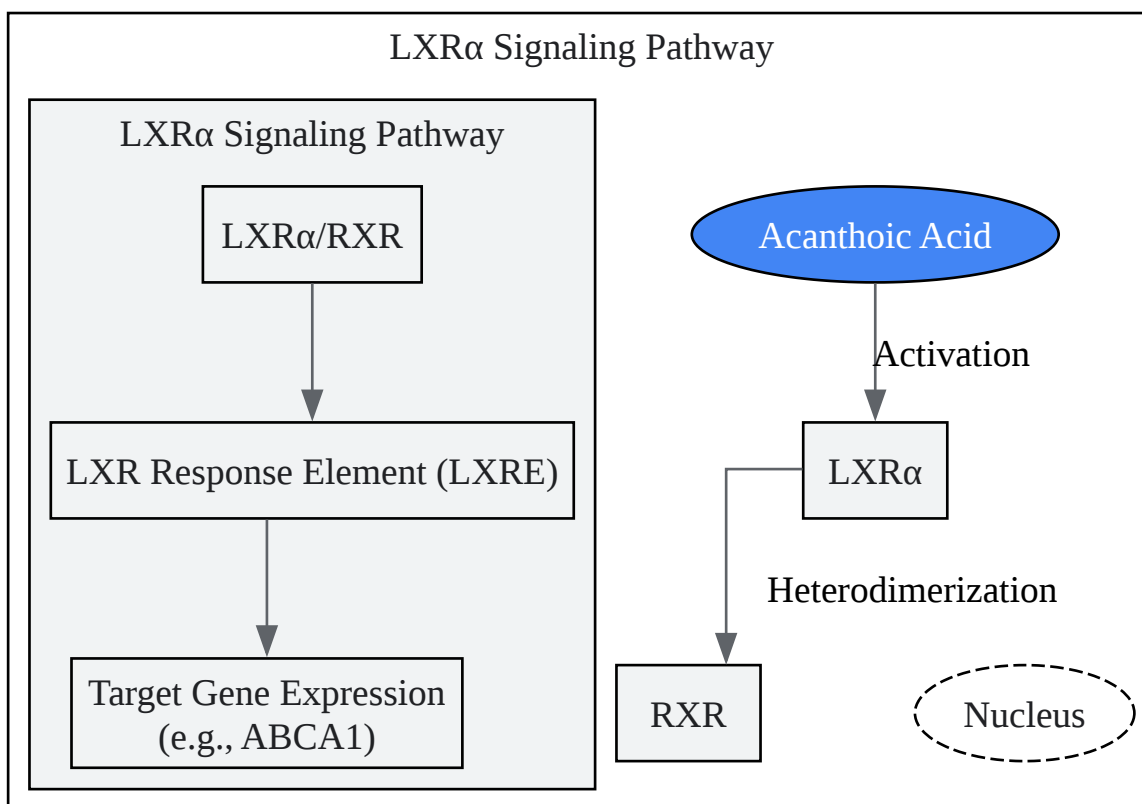 LXRα Signaling Pathway
LXRα Signaling Pathway
LXRα/RXR
LXR Response Element (LXRE)
Target Gene Expression
(e.g., ABCA1)
Acanthoic Acid
Activation
LXRα
Heterodimerization
RXR
Nucleus